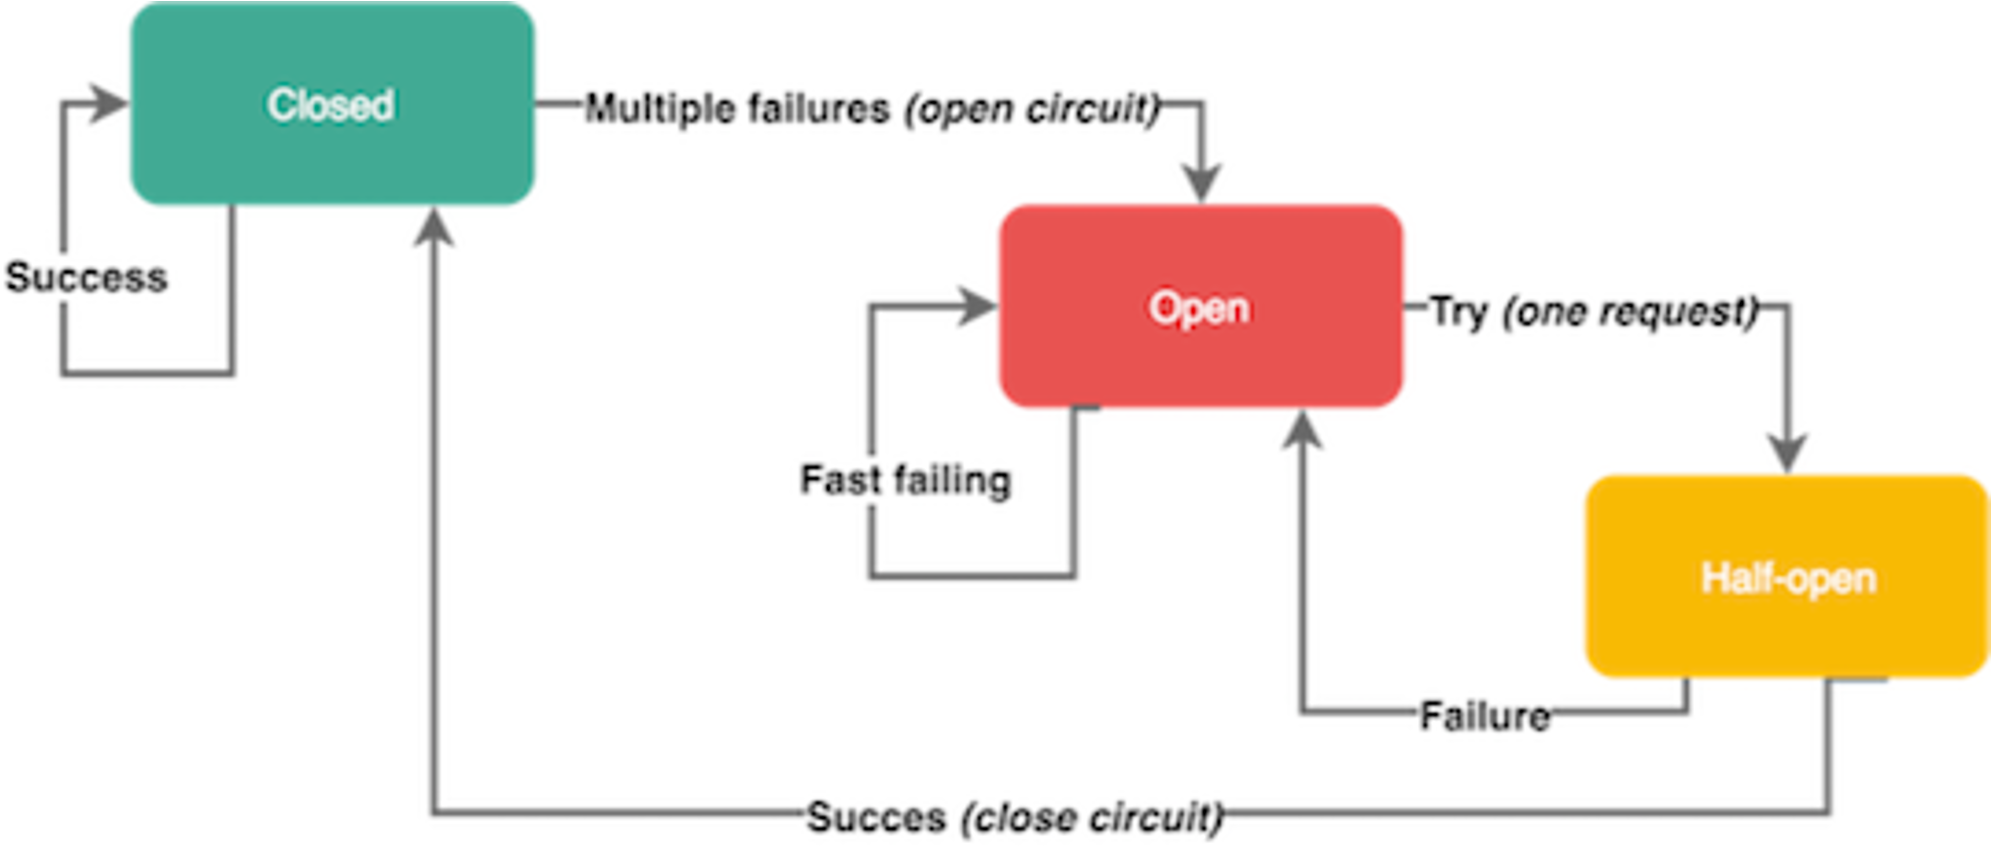 Closed
Multiple failures (open circuit)
Success
Open
Try (one request)
Fast failing
Half-open
Failure
Succes (close circuit)